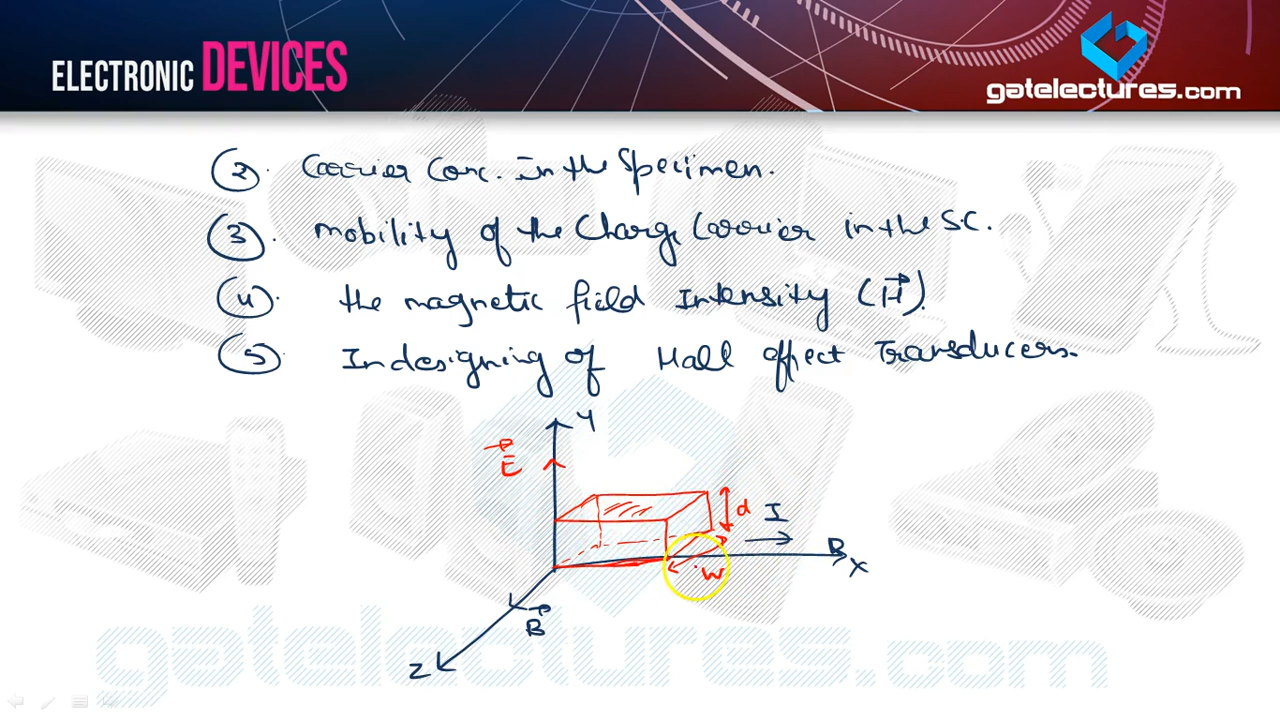 ELECTRONIC DEVICES
gatelectures.com
② Carrier Conc. In the Specimen.
③ Mobility of the Charge Carrier in the S.C.
④ the magnetic field Intensity (H⃗).
⑤ In designing of Hall effect Transducers.
Y
E⃗
d
I
W
X
B⃗
Z
gatelectures.com